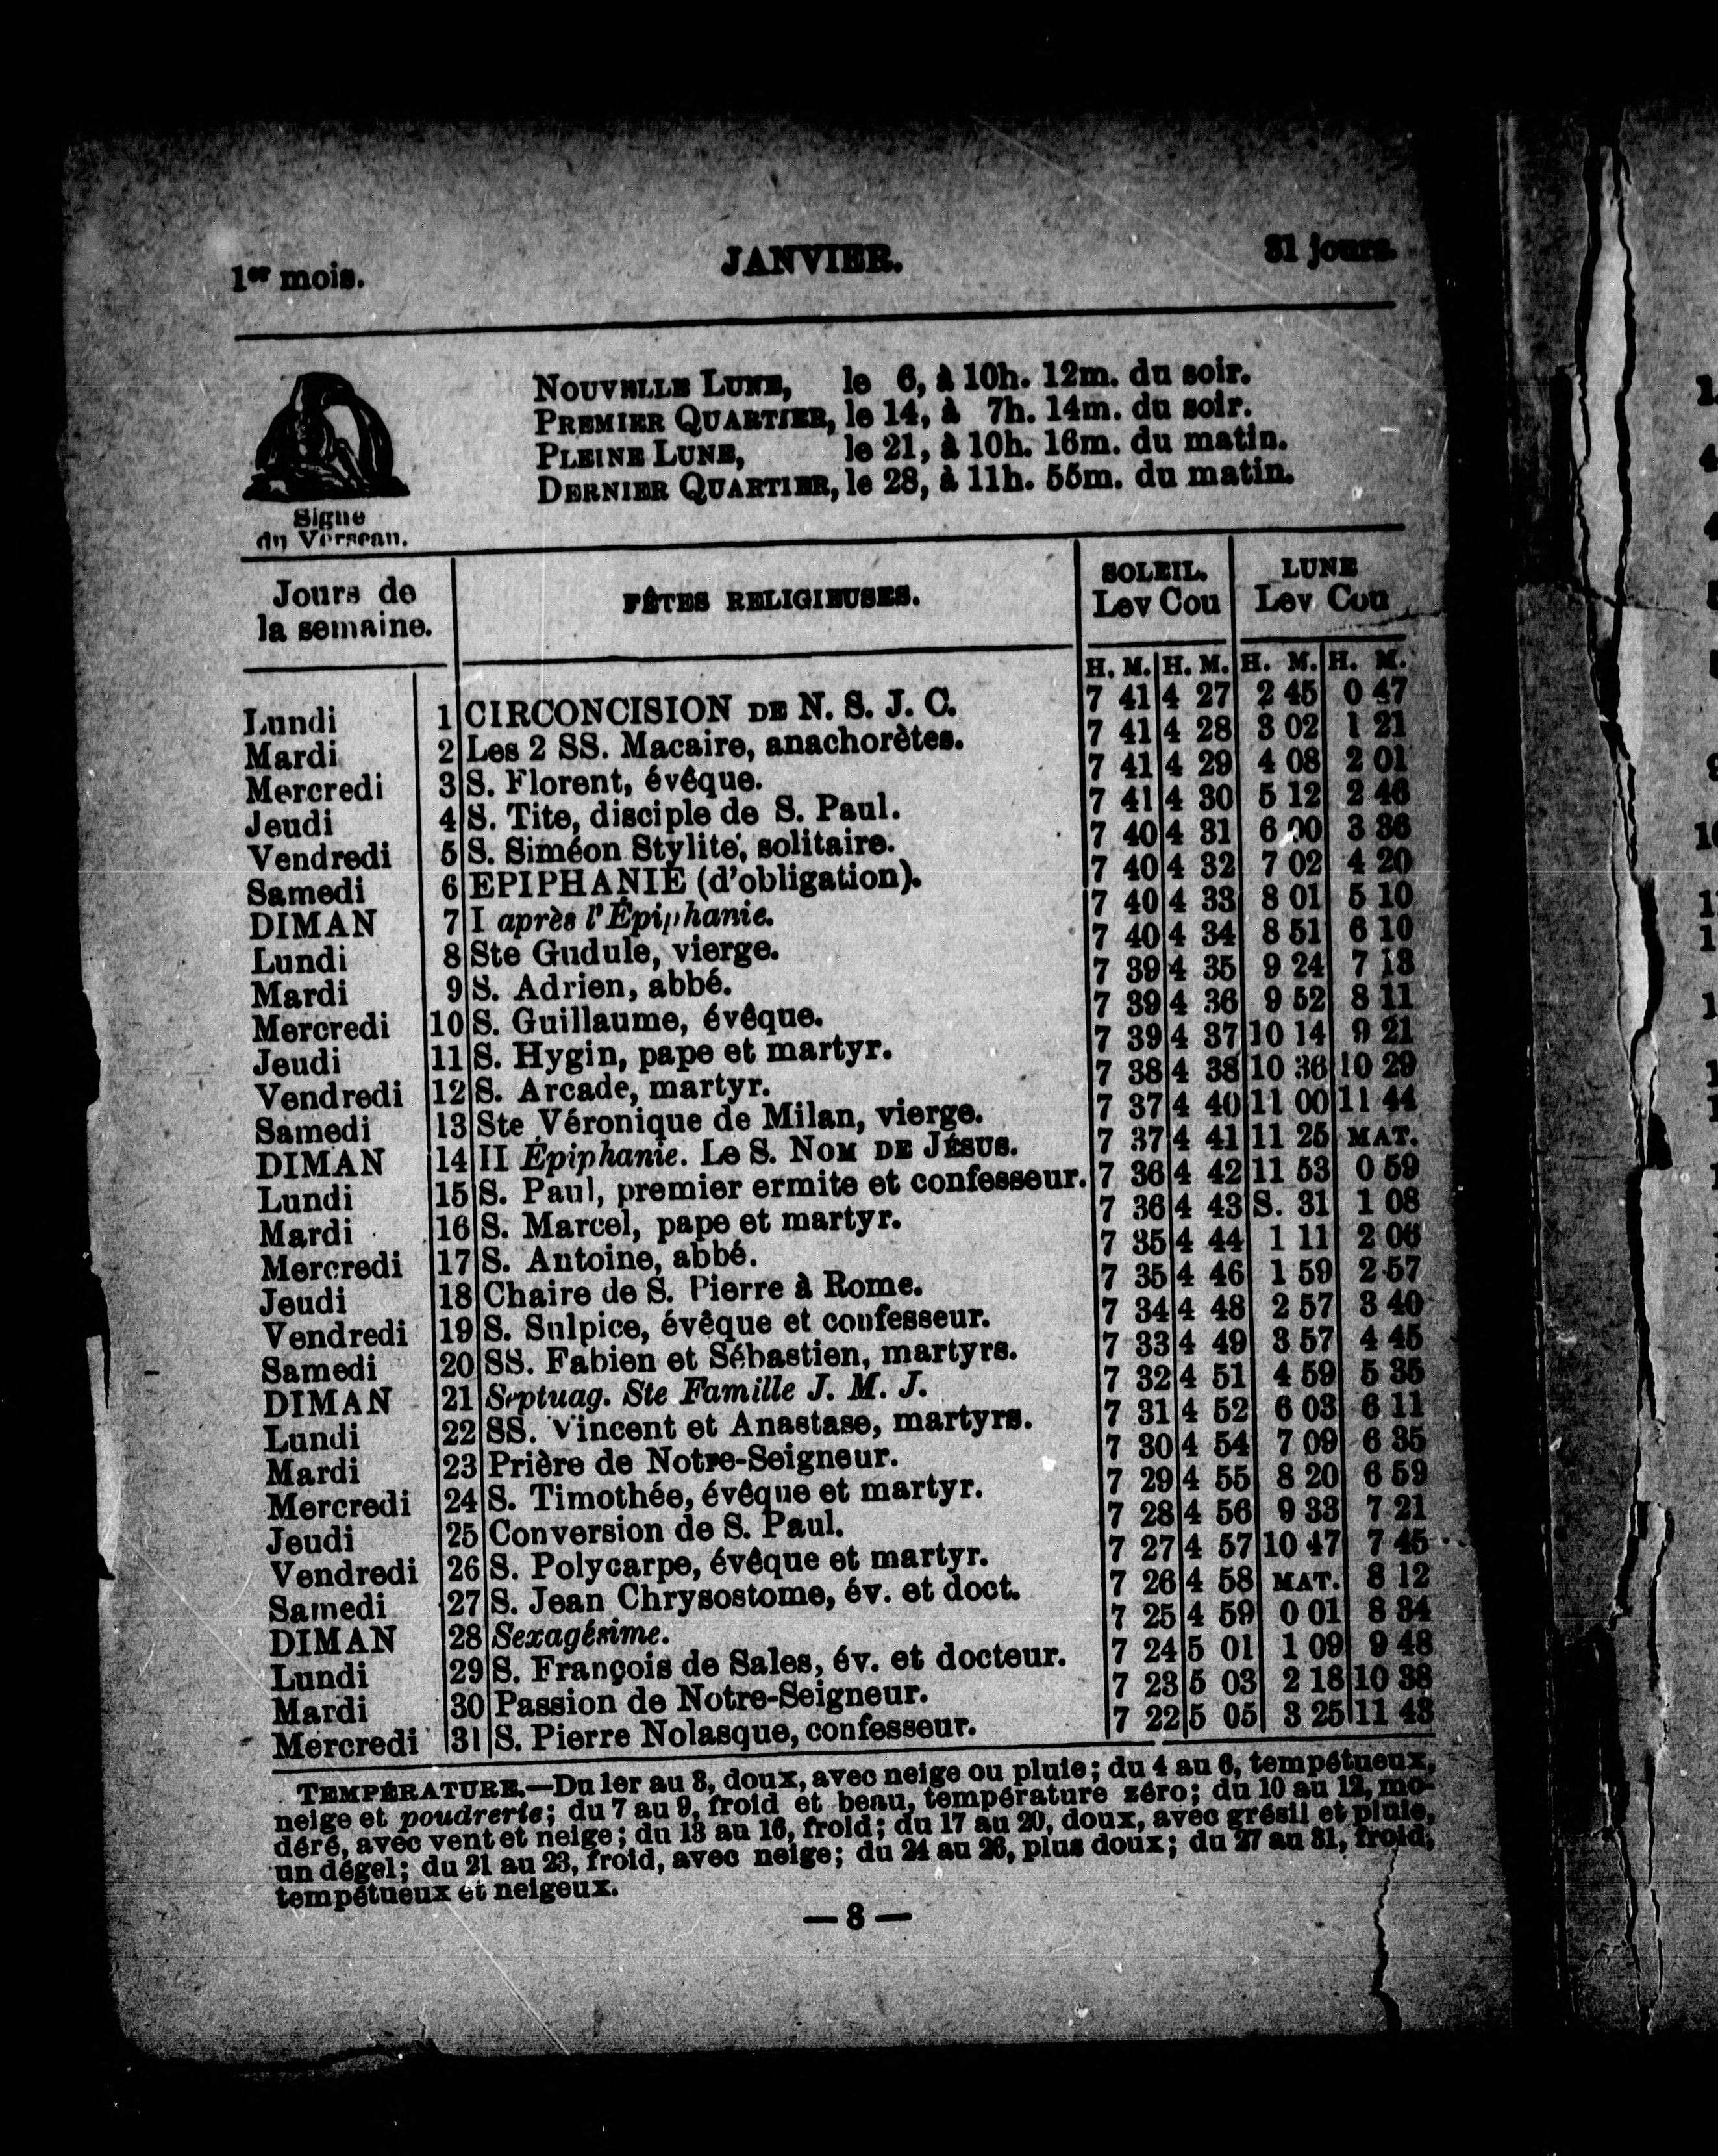 1er mois.
JANVIER.
31 jours.
NOUVELLE LUNE, le 6, à 10h. 12m. du soir.
PREMIER QUARTIER, le 14, à 7h. 14m. du soir.
PLEINE LUNE, le 21, à 10h. 16m. du matin.
DERNIER QUARTIER, le 28, à 11h. 55m. du matin.
Signe
du Verseau.
Jours de
la semaine.
FÊTES RELIGIEUSES.
SOLEIL.
Lev Cou
LUNE
Lev Cou
H. M. H. M. H. M. H. M.
Lundi 1 CIRCONCISION DE N. S. J. C. 7 41 4 27 2 45 0 47
Mardi 2 Les 2 SS. Macaire, anachorètes. 7 41 4 28 3 02 1 21
Mercredi 3 S. Florent, évêque. 7 41 4 29 4 08 2 01
Jeudi 4 S. Tite, disciple de S. Paul. 7 41 4 30 5 12 2 46
Vendredi 5 S. Siméon Stylite, solitaire. 7 40 4 31 6 00 3 36
Samedi 6 EPIPHANIE (d'obligation). 7 40 4 32 7 02 4 20
DIMAN 7 I après l'Épiphanie. 7 40 4 33 8 01 5 10
Lundi 8 Ste Gudule, vierge. 7 40 4 34 8 51 6 10
Mardi 9 S. Adrien, abbé. 7 39 4 35 9 24 7 13
Mercredi 10 S. Guillaume, évêque. 7 39 4 36 9 52 8 11
Jeudi 11 S. Hygin, pape et martyr. 7 39 4 37 10 14 9 21
Vendredi 12 S. Arcade, martyr. 7 38 4 38 10 36 10 29
Samedi 13 Ste Véronique de Milan, vierge. 7 37 4 40 11 00 11 44
DIMAN 14 II Épiphanie. Le S. NOM DE JÉSUS. 7 37 4 41 11 25 MAT.
Lundi 15 S. Paul, premier ermite et confesseur. 7 36 4 42 11 53 0 59
Mardi 16 S. Marcel, pape et martyr. 7 36 4 43 S. 31 1 08
Mercredi 17 S. Antoine, abbé. 7 35 4 44 1 11 2 06
Jeudi 18 Chaire de S. Pierre à Rome. 7 35 4 46 1 59 2 57
Vendredi 19 S. Sulpice, évêque et confesseur. 7 34 4 48 2 57 3 40
Samedi 20 SS. Fabien et Sébastien, martyrs. 7 33 4 49 3 57 4 45
DIMAN 21 Septuag. Ste Famille J. M. J. 7 32 4 51 4 59 5 35
Lundi 22 SS. Vincent et Anastase, martyrs. 7 31 4 52 6 03 6 11
Mardi 23 Prière de Notre-Seigneur. 7 30 4 54 7 09 6 35
Mercredi 24 S. Timothée, évêque et martyr. 7 29 4 55 8 20 6 59
Jeudi 25 Conversion de S. Paul. 7 28 4 56 9 33 7 21
Vendredi 26 S. Polycarpe, évêque et martyr. 7 27 4 57 10 47 7 45
Samedi 27 S. Jean Chrysostome, év. et doct. 7 26 4 58 MAT. 8 12
DIMAN 28 Sexagésime. 7 25 4 59 0 01 8 34
Lundi 29 S. François de Sales, év. et docteur. 7 24 5 01 1 09 9 48
Mardi 30 Passion de Notre-Seigneur. 7 23 5 03 2 18 10 38
Mercredi 31 S. Pierre Nolasque, confesseur. 7 22 5 05 3 25 11 43
TEMPÉRATURE.—Du 1er au 3, doux, avec neige ou pluie; du 4 au 6, tempétueux,
neige et poudrerie; du 7 au 9, froid et beau, température zéro; du 10 au 12, mo-
déré, avec vent et neige; du 13 au 16, froid; du 17 au 20, doux, avec grésil et pluie,
un dégel; du 21 au 23, froid, avec neige; du 24 au 26, plus doux; du 27 au 31, froid,
tempétueux et neigeux.
— 8 —